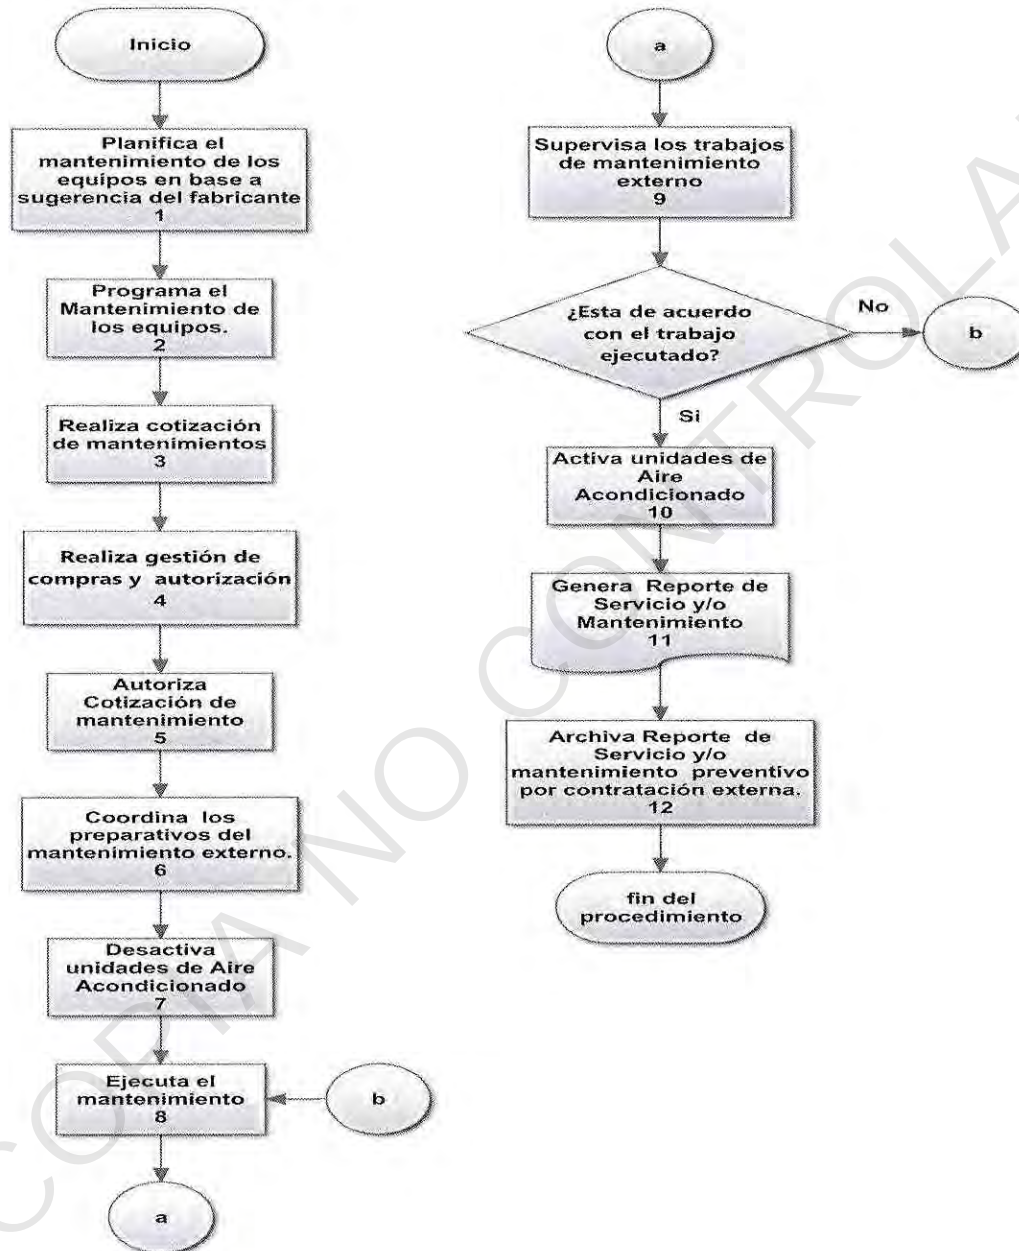 Inicio
Planifica el
mantenimiento de los
equipos en base a
sugerencia del fabricante
1
Programa el
Mantenimiento de
los equipos.
2
Realiza cotización
de mantenimientos
3
Realiza gestión de
compras y autorización
4
Autoriza
Cotización de
mantenimiento
5
Coordina los
preparativos del
mantenimiento externo.
6
Desactiva
unidades de Aire
Acondicionado
7
Ejecuta el
mantenimiento
8
b
a
a
Supervisa los trabajos
de mantenimiento
externo
9
¿Esta de acuerdo
con el trabajo
ejecutado?
No
b
Si
Activa unidades de
Aire
Acondicionado
10
Genera Reporte de
Servicio y/o
Mantenimiento
11
Archiva Reporte de
Servicio y/o
mantenimiento preventivo
por contratación externa.
12
fin del
procedimiento
COPIA NO CONTROLA